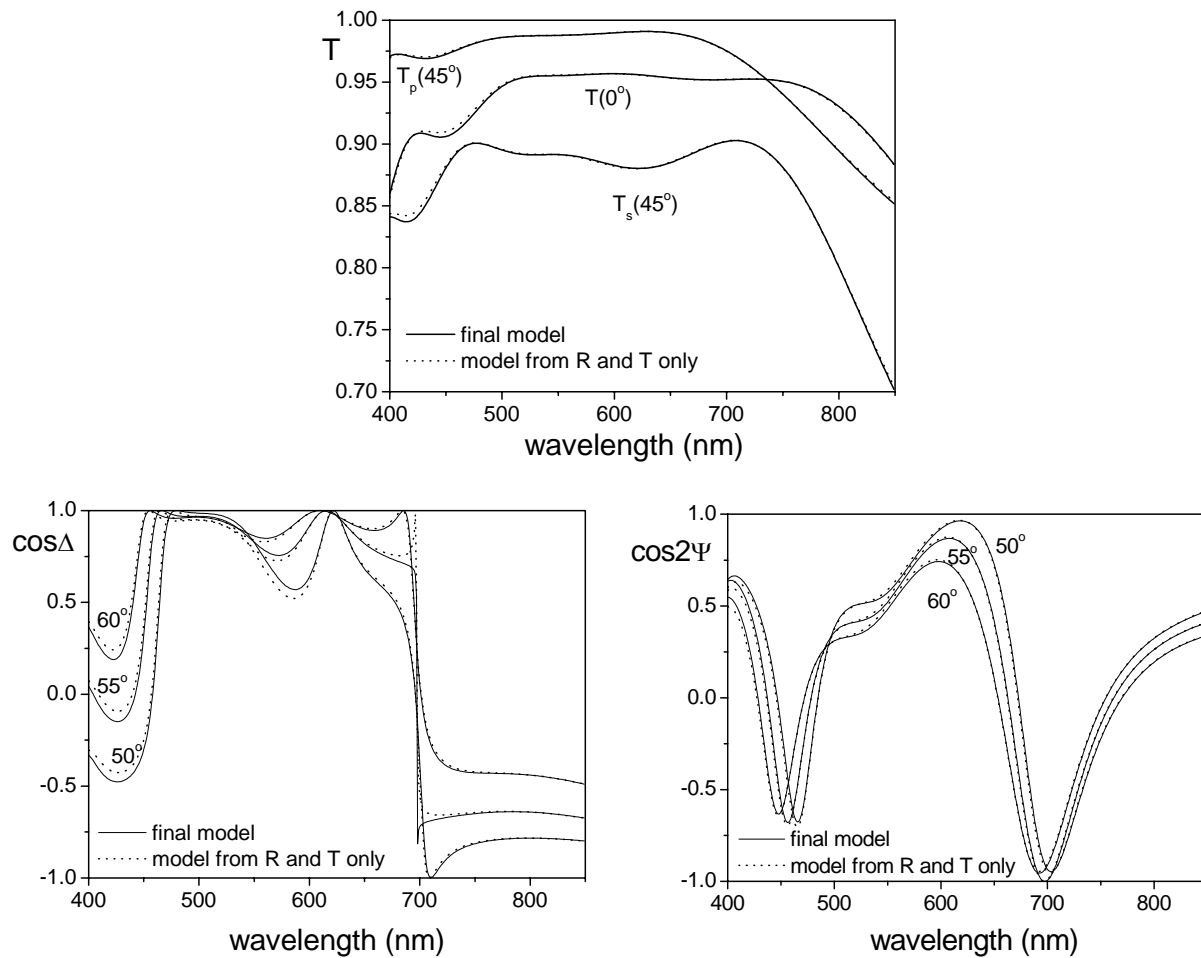 1.00
0.95
0.90
0.85
0.80
0.75
0.70
T
T_p(45°)
T(0°)
T_s(45°)
final model
model from R and T only
400 500 600 700 800
wavelength (nm)
1.0
0.5
0.0
-0.5
-1.0
cosΔ
60°
55°
50°
final model
model from R and T only
400 500 600 700 800
wavelength (nm)
1.0
0.5
0.0
-0.5
-1.0
cos2Ψ
50°
55°
60°
final model
model from R and T only
400 500 600 700 800
wavelength (nm)